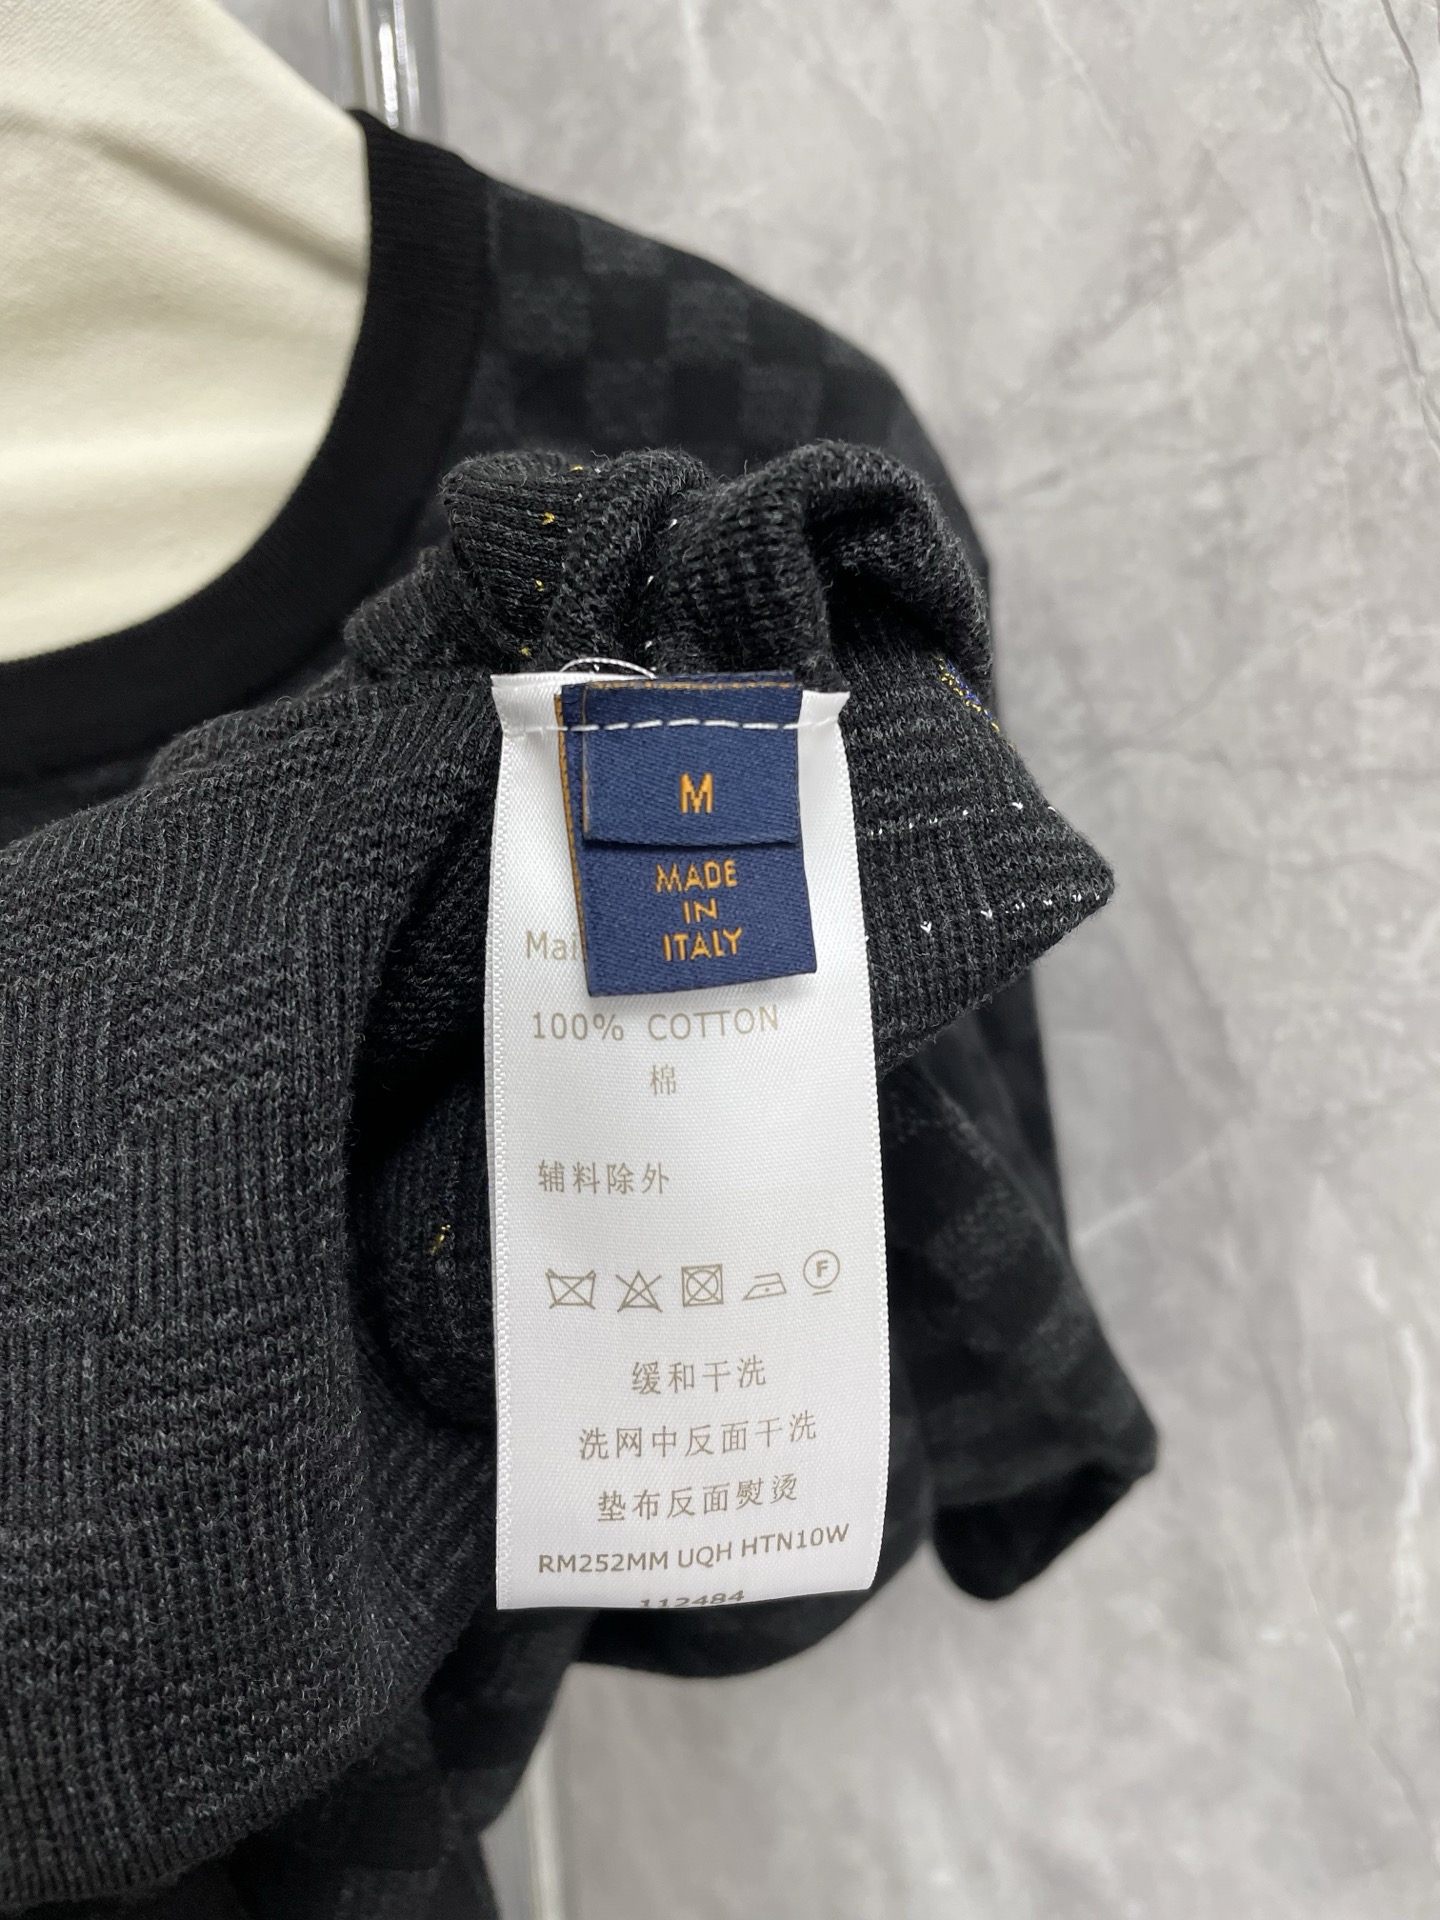 M
MADE
IN
ITALY
100% COTTON
棉
辅料除外
F
缓和干洗
洗网中反面干洗
垫布反面熨烫
RM252MM UQH HTN10W
112484